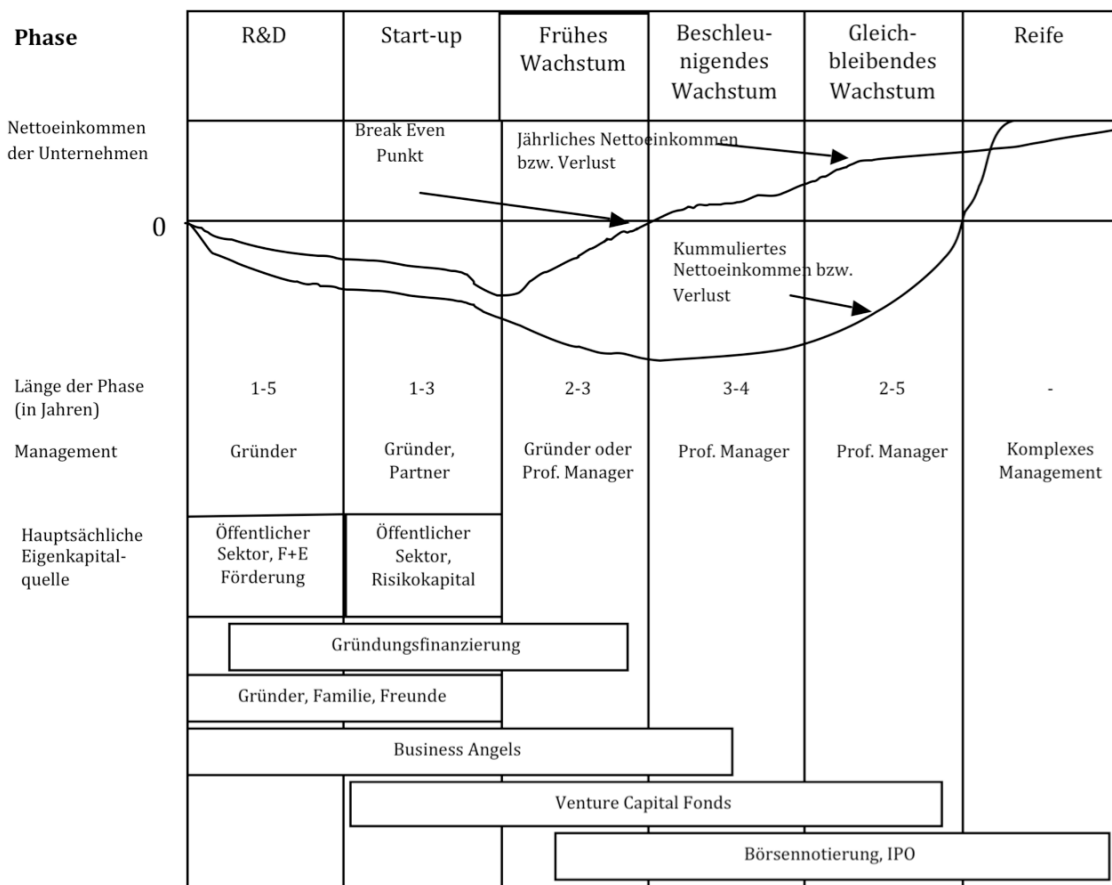 Phase
R&D
Start-up
Frühes
Wachstum
Beschleu-
nigendes
Wachstum
Gleich-
bleibendes
Wachstum
Reife
Nettoeinkommen
der Unternehmen
Break Even
Punkt
Jährliches Nettoeinkommen
bzw. Verlust
0
Kummuliertes
Nettoeinkommen bzw.
Verlust
Länge der Phase
(in Jahren)
1-5
1-3
2-3
3-4
2-5
-
Management
Gründer
Gründer,
Partner
Gründer oder
Prof. Manager
Prof. Manager
Prof. Manager
Komplexes
Management
Hauptsächliche
Eigenkapital-
quelle
Öffentlicher
Sektor, F+E
Förderung
Öffentlicher
Sektor,
Risikokapital
Gründungsfinanzierung
Gründer, Familie, Freunde
Business Angels
Venture Capital Fonds
Börsennotierung, IPO